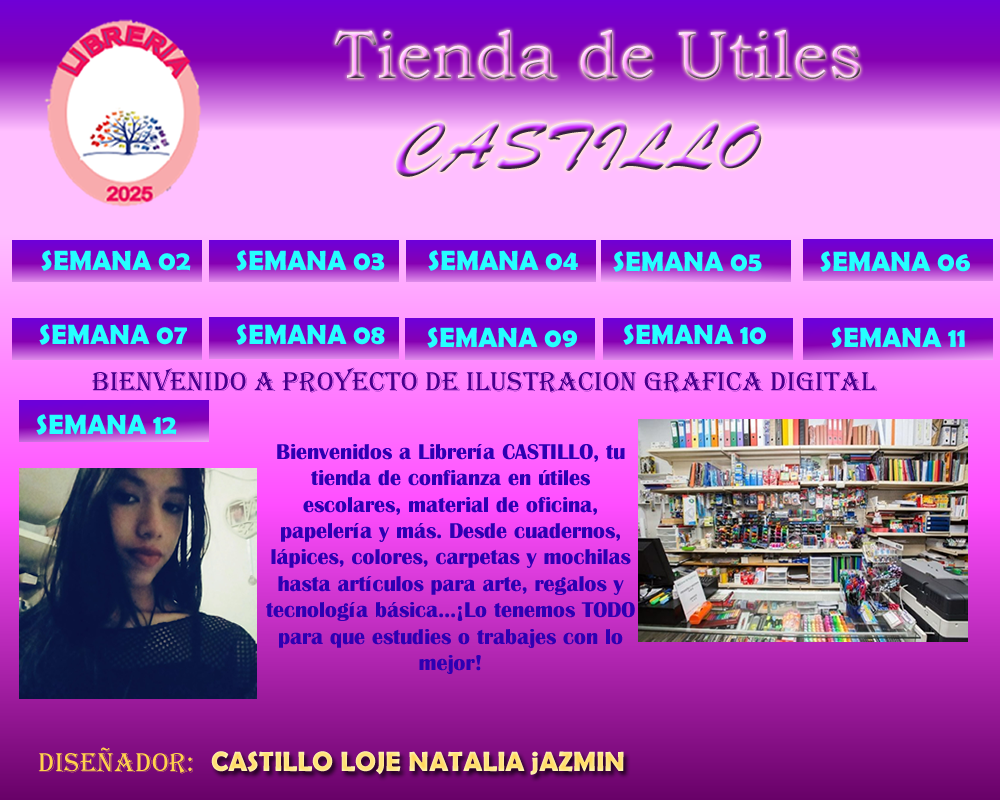 LIBRERÍA
2025
Tienda de Utiles
CASTILLO
SEMANA 02
SEMANA 03
SEMANA 04
SEMANA 05
SEMANA 06
SEMANA 07
SEMANA 08
SEMANA 09
SEMANA 10
SEMANA 11
BIENVENIDO A PROYECTO DE ILUSTRACION GRAFICA DIGITAL
SEMANA 12
Bienvenidos a Librería CASTILLO, tu
tienda de confianza en útiles
escolares, material de oficina,
papelería y más. Desde cuadernos,
lápices, colores, carpetas y mochilas
hasta artículos para arte, regalos y
tecnología básica...¡Lo tenemos TODO
para que estudies o trabajes con lo
mejor!
DISEÑADOR: CASTILLO LOJE NATALIA jAZMIN